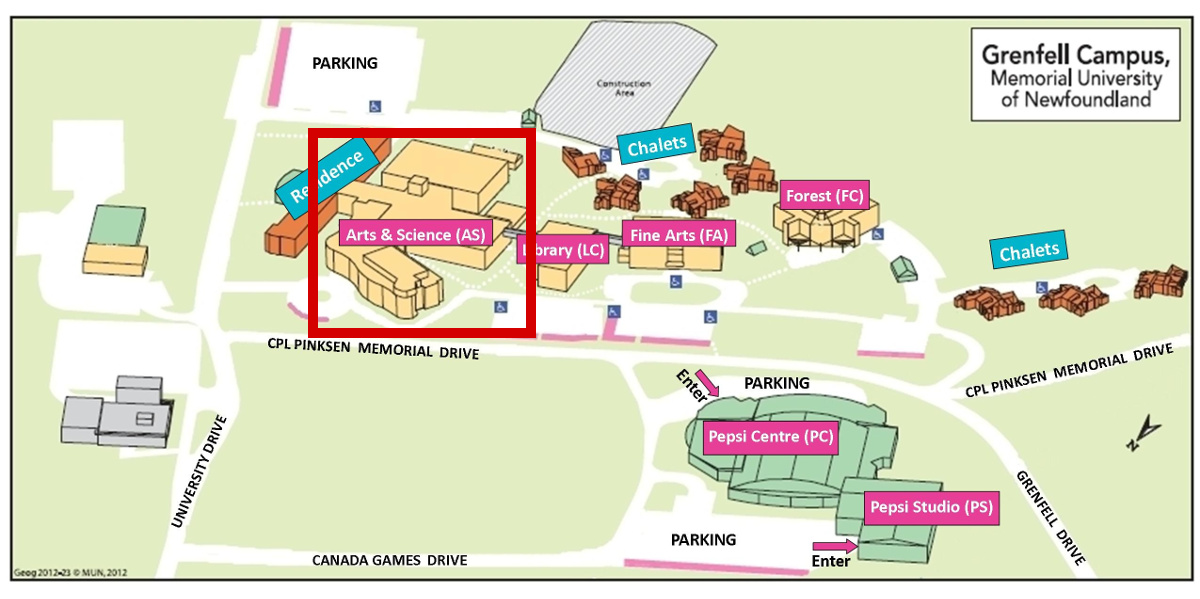 PARKING
Construction
Area
Grenfell Campus,
Memorial University
of Newfoundland
Residence
Chalets
Forest (FC)
Arts & Science (AS)
Library (LC)
Fine Arts (FA)
Chalets
CPL PINKSEN MEMORIAL DRIVE
Enter
PARKING
CPL PINKSEN MEMORIAL DRIVE
Pepsi Centre (PC)
N
UNIVERSITY DRIVE
Pepsi Studio (PS)
GRENFELL DRIVE
PARKING
CANADA GAMES DRIVE
Enter
Geog 2012-23 © MUN, 2012